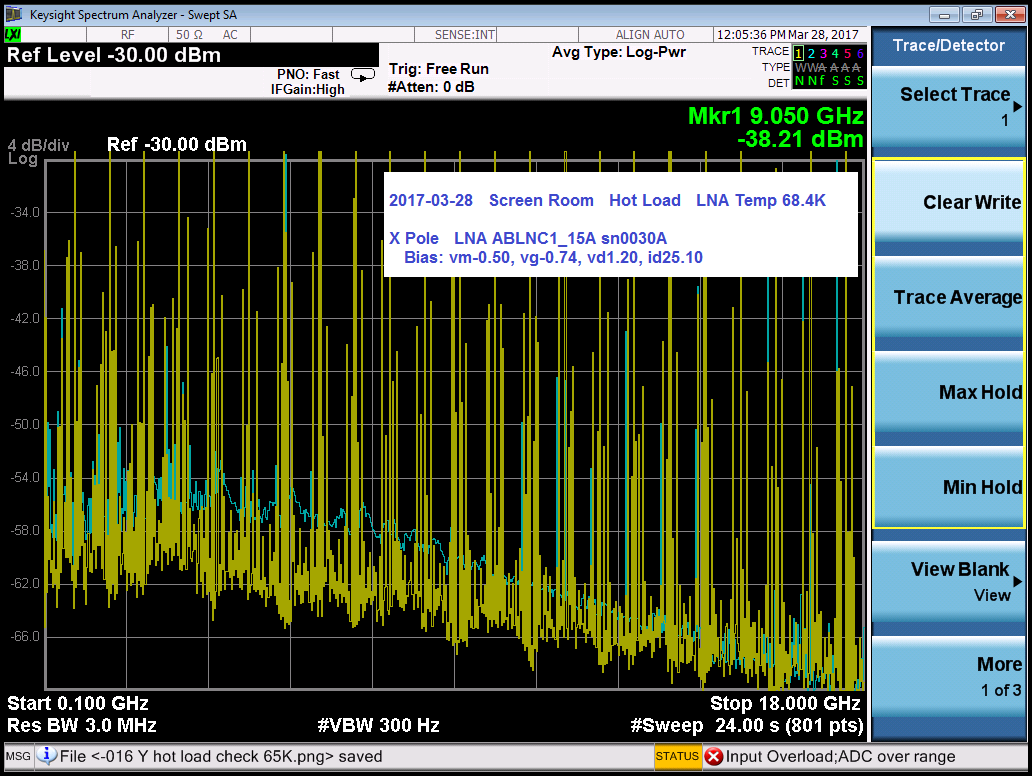 Keysight Spectrum Analyzer - Swept SA
LXI
RF 50 Ω AC SENSE:INT ALIGN AUTO 12:05:36 PM Mar 28, 2017
Ref Level -30.00 dBm
PNO: Fast
IFGain:High
Trig: Free Run
#Atten: 0 dB
Avg Type: Log-Pwr
TRACE 1 2 3 4 5 6
TYPE W W A A A A
DET N N f S S S
Mkr1 9.050 GHz
-38.21 dBm
4 dB/div
Log
Ref -30.00 dBm
2017-03-28 Screen Room Hot Load LNA Temp 68.4K
X Pole LNA ABLNC1_15A sn0030A
Bias: vm-0.50, vg-0.74, vd1.20, id25.10
-34.0
-38.0
-42.0
-46.0
-50.0
-54.0
-58.0
-62.0
-66.0
Start 0.100 GHz
Stop 18.000 GHz
Res BW 3.0 MHz
#VBW 300 Hz
#Sweep 24.00 s (801 pts)
MSG File <-016 Y hot load check 65K.png> saved
STATUS Input Overload;ADC over range
Trace/Detector
Select Trace
1
Clear Write
Trace Average
Max Hold
Min Hold
View Blank
View
More
1 of 3